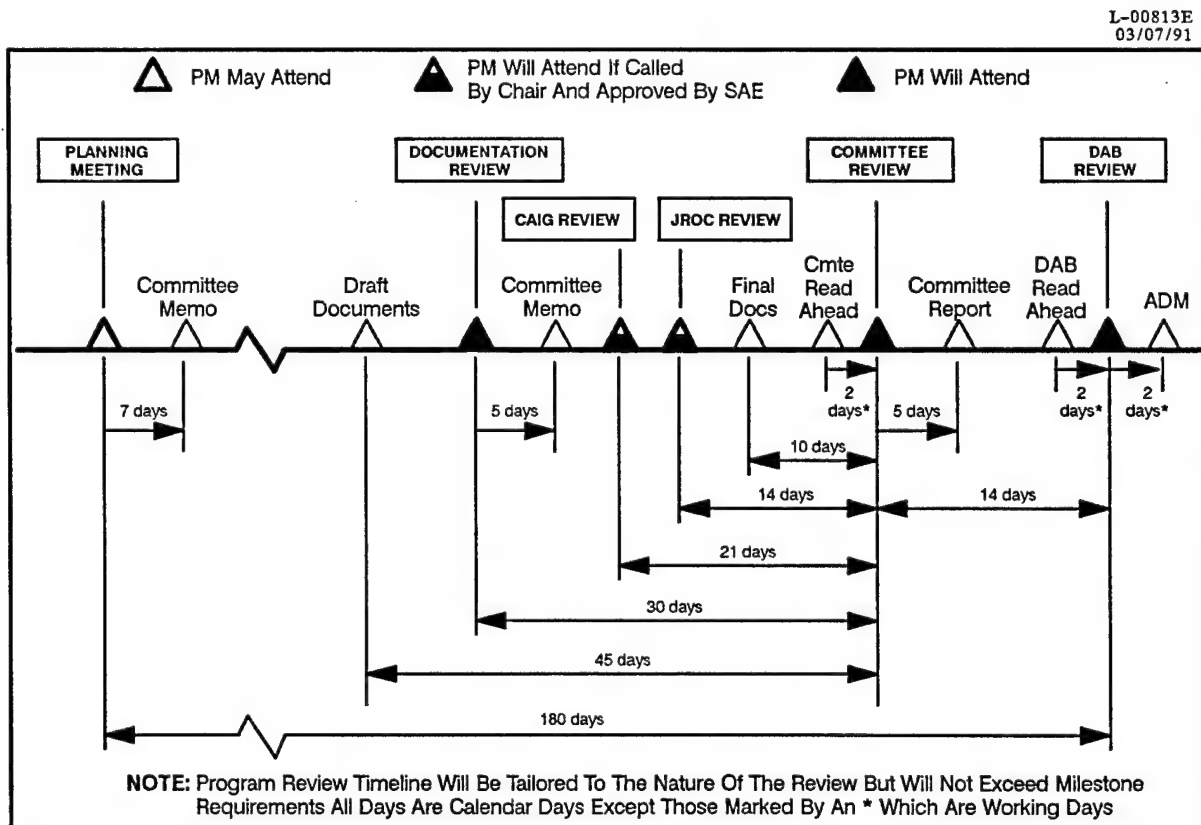 L-00813E
03/07/91
PM May Attend
PM Will Attend If Called
By Chair And Approved By SAE
PM Will Attend
PLANNING
MEETING
DOCUMENTATION
REVIEW
COMMITTEE
REVIEW
DAB
REVIEW
CAIG REVIEW
JROC REVIEW
Committee
Memo
Draft
Documents
Committee
Memo
Final
Docs
Cmte
Read
Ahead
Committee
Report
DAB
Read
Ahead
ADM
7 days
5 days
2
days*
5 days
2
days*
2
days*
10 days
14 days
14 days
21 days
30 days
45 days
180 days
NOTE: Program Review Timeline Will Be Tailored To The Nature Of The Review But Will Not Exceed Milestone
Requirements All Days Are Calendar Days Except Those Marked By An * Which Are Working Days